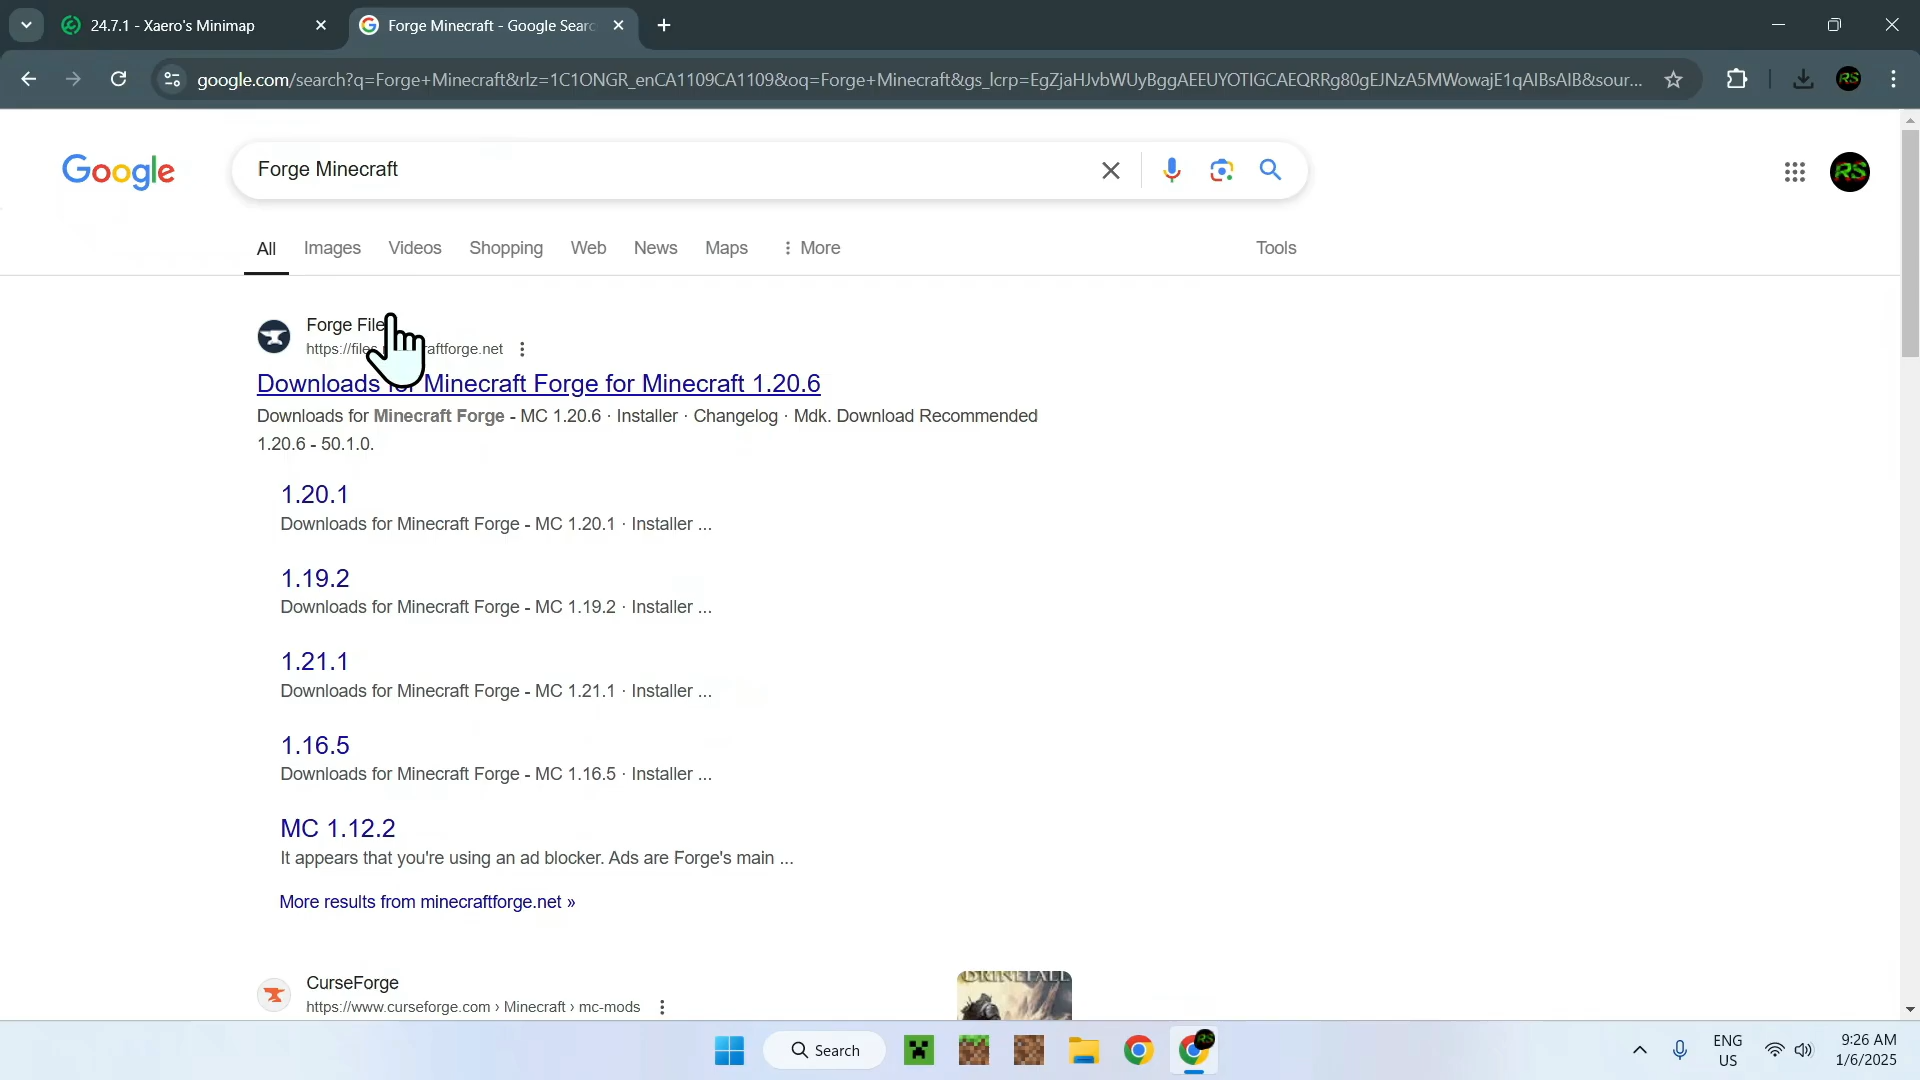 24.7.1 - Xaero's Minimap
Forge Minecraft - Google Searc
google.com/search?q=Forge+Minecraft&rlz=1C1ONGR_enCA1109CA1109&oq=Forge+Minecraft&gs_lcrp=EgZjaHJvbWUyBggAEEUYOTIGCAEQRRg80gEJNzA5MWowajE1qAIBsAIB&sour...
RS
Google
Forge Minecraft
RS
All Images Videos Shopping Web News Maps More Tools
Forge File
https://files. raftforge.net
Downloads for Minecraft Forge for Minecraft 1.20.6
Downloads for Minecraft Forge - MC 1.20.6 · Installer · Changelog · Mdk. Download Recommended
1.20.6 - 50.1.0.
1.20.1
Downloads for Minecraft Forge - MC 1.20.1 · Installer ...
1.19.2
Downloads for Minecraft Forge - MC 1.19.2 · Installer ...
1.21.1
Downloads for Minecraft Forge - MC 1.21.1 · Installer ...
1.16.5
Downloads for Minecraft Forge - MC 1.16.5 · Installer ...
MC 1.12.2
It appears that you're using an ad blocker. Ads are Forge's main ...
More results from minecraftforge.net »
CurseForge
https://www.curseforge.com › Minecraft › mc-mods
Search
RS
ENG
US
9:26 AM
1/6/2025